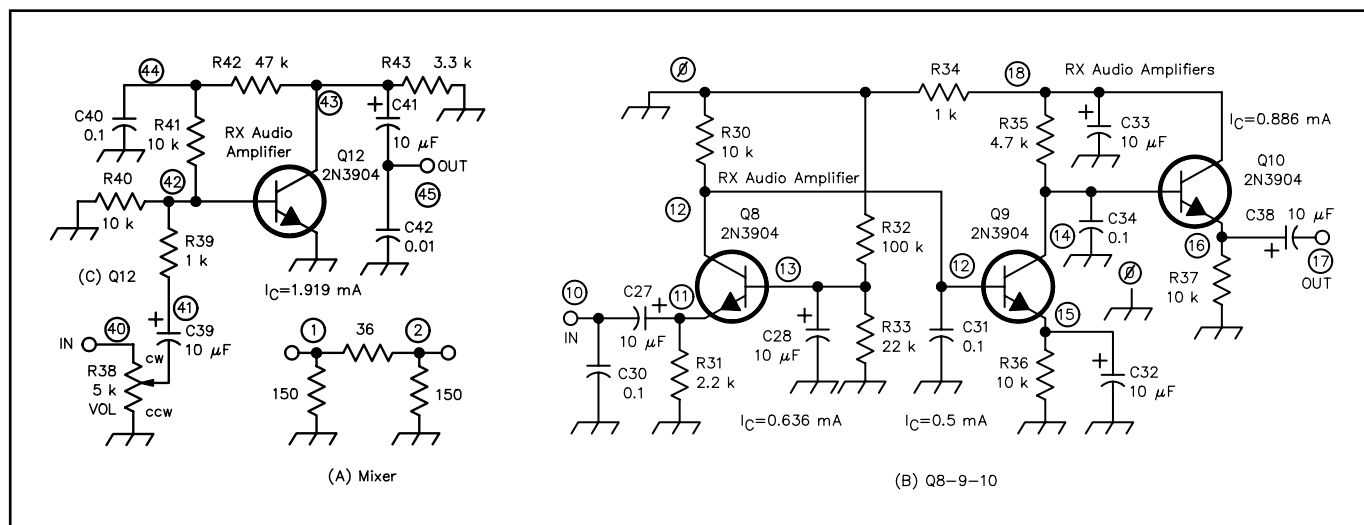 44
R42 47 k
R43 3.3 k
43
C40
0.1
R41
10 k
RX Audio
Amplifier
C41
+
10 µF
Q12
2N3904
OUT
45
R40
10 k
42
C42
0.01
R39
1 k
(C) Q12
I_C=1.919 mA
41
+
C39
10 µF
40
IN
CW
R38
5 k
VOL
CCW
1
36
2
150
150
(A) Mixer
Ø
R34
1 k
18
RX Audio Amplifiers
R30
10 k
R35
4.7 k
+
C33
10 µF
I_C=0.886 mA
Q10
2N3904
RX Audio Amplifier
12
Q8
2N3904
R32
100 k
Q9
2N3904
14
C34
0.1
C38
10 µF
+
16
17
OUT
13
12
Ø
R37
10 k
10
IN
C27
+
10 µF
11
15
C30
0.1
R31
2.2 k
+
C28
10 µF
R33
22 k
C31
0.1
R36
10 k
+
C32
10 µF
I_C=0.636 mA
I_C=0.5 mA
(B) Q8-9-10